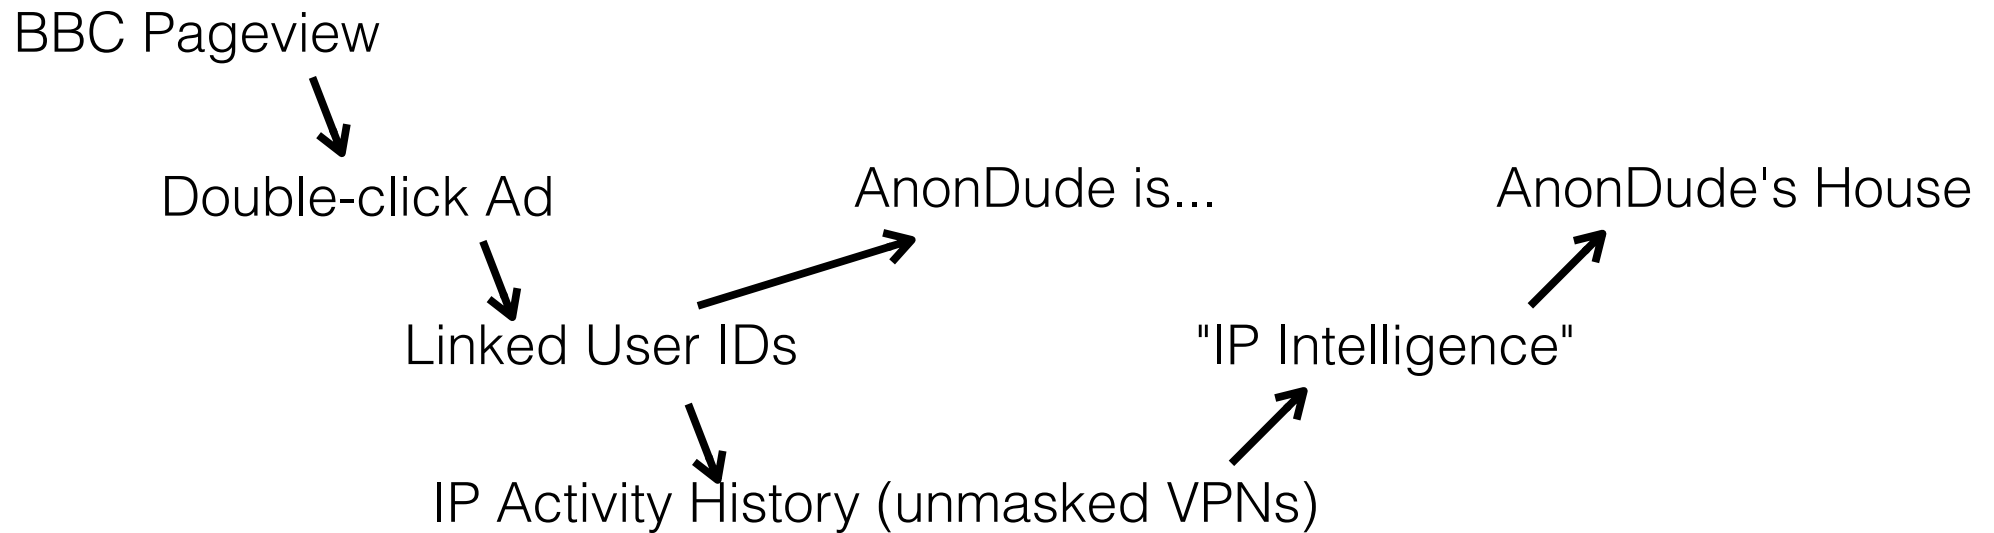 BBC Pageview
Double-click Ad
AnonDude is...
AnonDude's House
Linked User IDs
"IP Intelligence"
IP Activity History (unmasked VPNs)